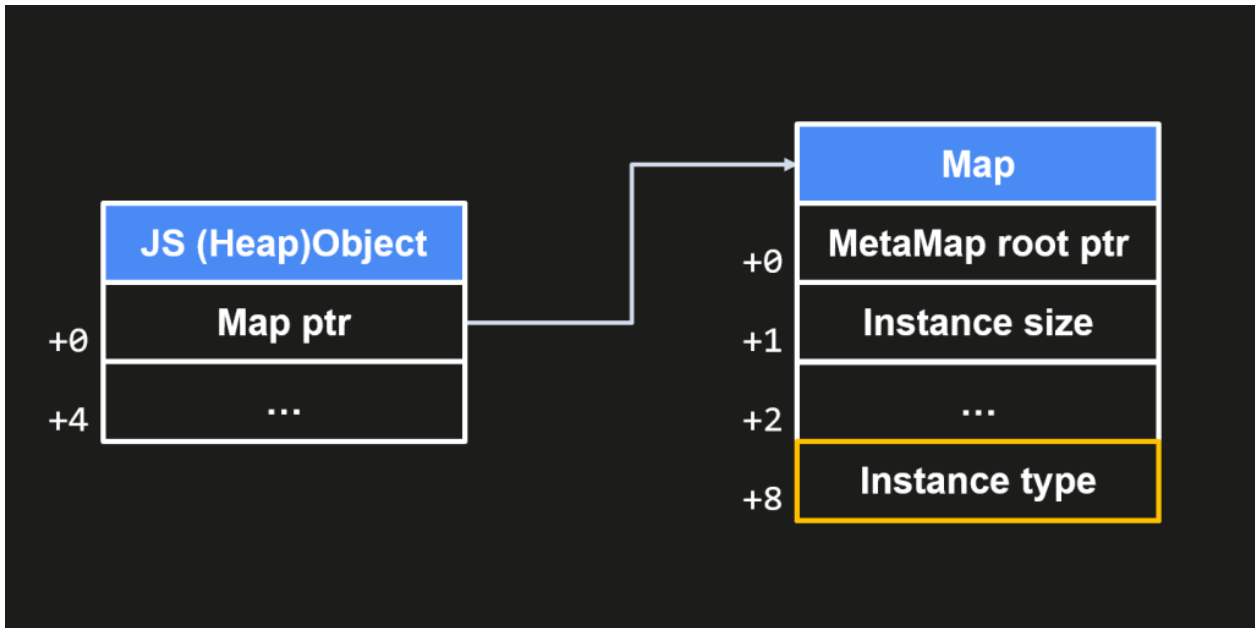 JS (Heap)Object
+0 Map ptr
+4 ...
Map
+0 MetaMap root ptr
+1 Instance size
+2 ...
+8 Instance type